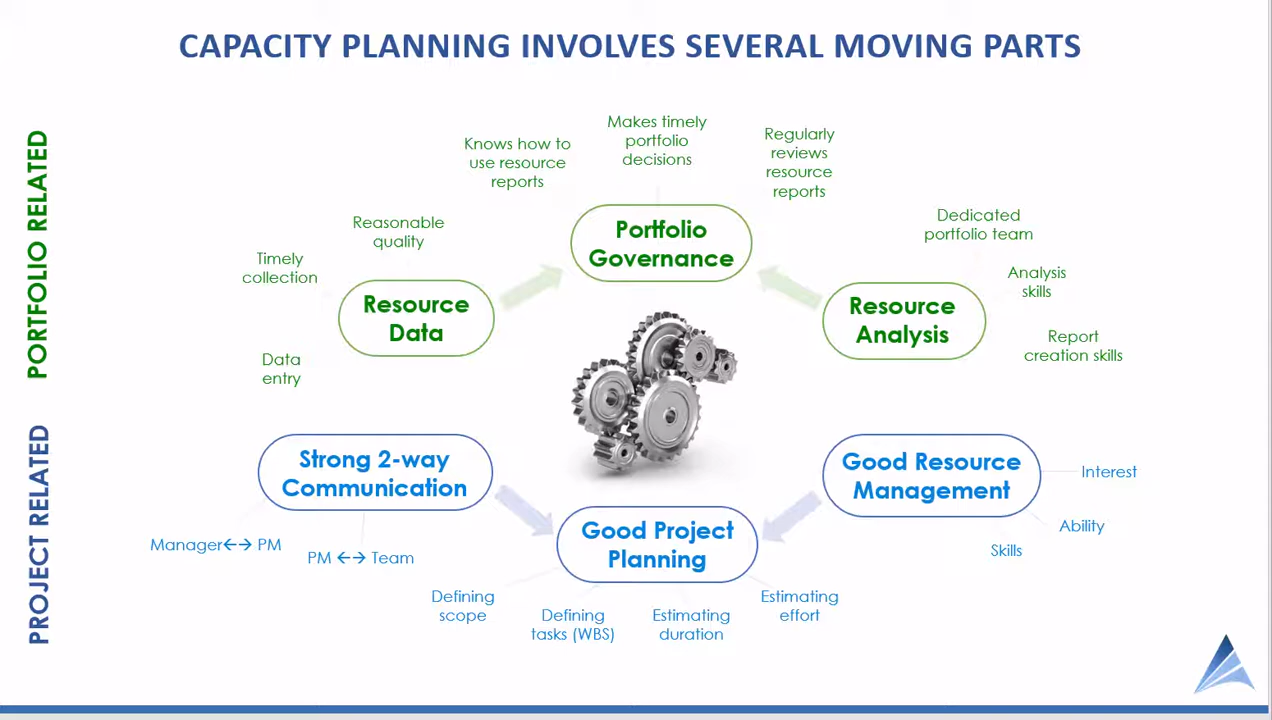 CAPACITY PLANNING INVOLVES SEVERAL MOVING PARTS
PORTFOLIO RELATED
Knows how to
use resource
reports
Makes timely
portfolio
decisions
Regularly
reviews
resource
reports
Portfolio
Governance
Reasonable
quality
Timely
collection
Data
entry
Resource
Data
Dedicated
portfolio team
Analysis
skills
Report
creation skills
Resource
Analysis
PROJECT RELATED
Strong 2-way
Communication
Manager←→ PM
PM ←→ Team
Good Project
Planning
Defining
scope
Defining
tasks (WBS)
Estimating
duration
Estimating
effort
Good Resource
Management
Interest
Ability
Skills